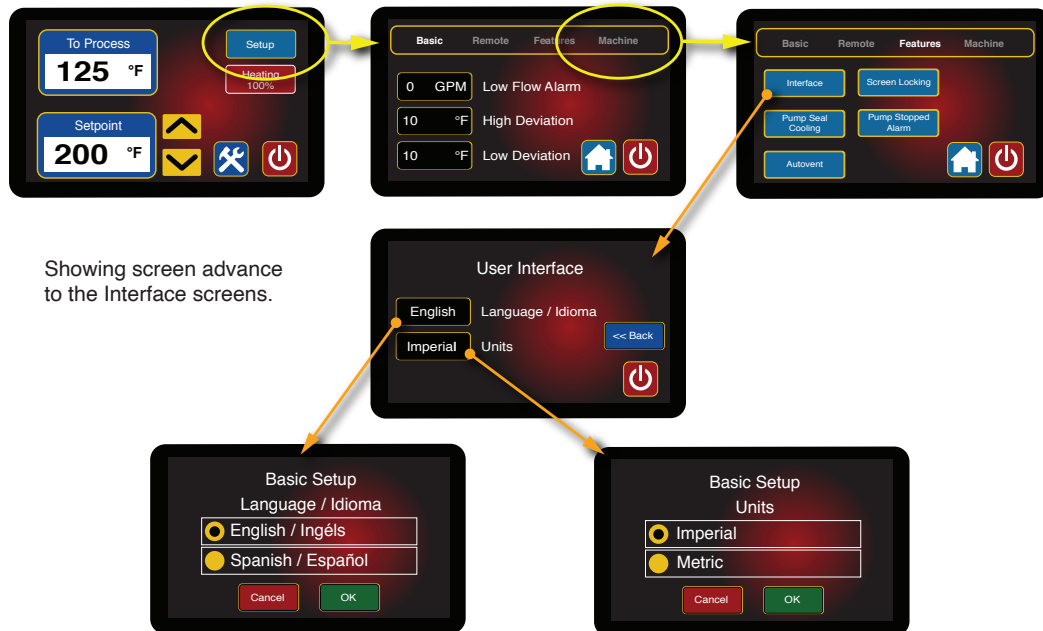 To Process
125 °F
Setup
Heating
100%
Setpoint
200 °F
Basic Remote Features Machine
0 GPM Low Flow Alarm
10 °F High Deviation
10 °F Low Deviation
Basic Remote Features Machine
Interface Screen Locking
Pump Seal
Cooling
Pump Stopped
Alarm
Autovent
Showing screen advance
to the Interface screens.
User Interface
English Language / Idioma
Imperial Units
<< Back
Basic Setup
Language / Idioma
English / Ingéls
Spanish / Español
Cancel OK
Basic Setup
Units
Imperial
Metric
Cancel OK